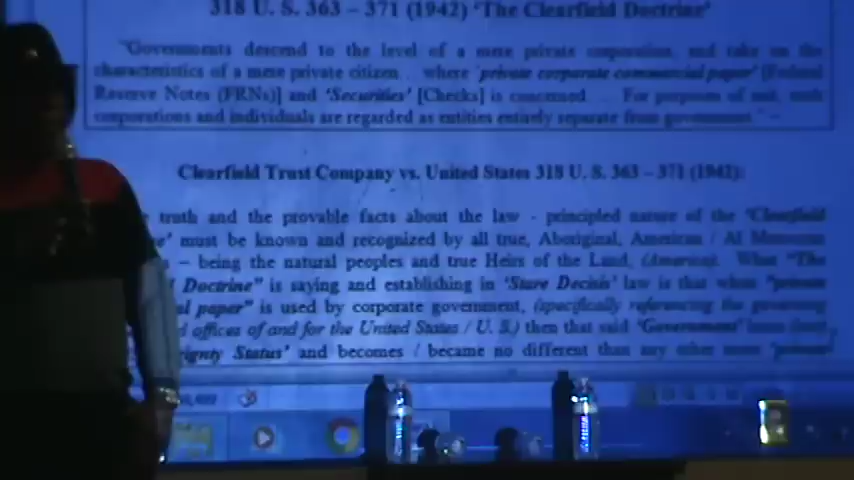 318 U. S. 363 – 371 (1942) 'The Clearfield Doctrine'
"Governments descend to the level of a mere private corporation, and take on the
characteristics of a mere private citizen... where 'private corporate commercial paper' [Federal
Reserve Notes (FRNs)] and 'Securities' [Checks] is concerned. ... For purposes of suit, such
corporations and individuals are regarded as entities entirely separate from government." –
Clearfield Trust Company vs. United States 318 U. S. 363 – 371 (1942):
truth and the provable facts about the law - principled nature of the 'Clearfield
must be known and recognized by all true, Aboriginal, American / Al Moroccan
– being the natural peoples and true Heirs of the Land, (America). What "The
Doctrine" is saying and establishing in 'Stare Decisis' law is that when "private
paper" is used by corporate government, (specifically referencing the governing
offices of and for the United States / U. S.) then that said 'Government'
Status' and becomes / became no different than any other mere "private